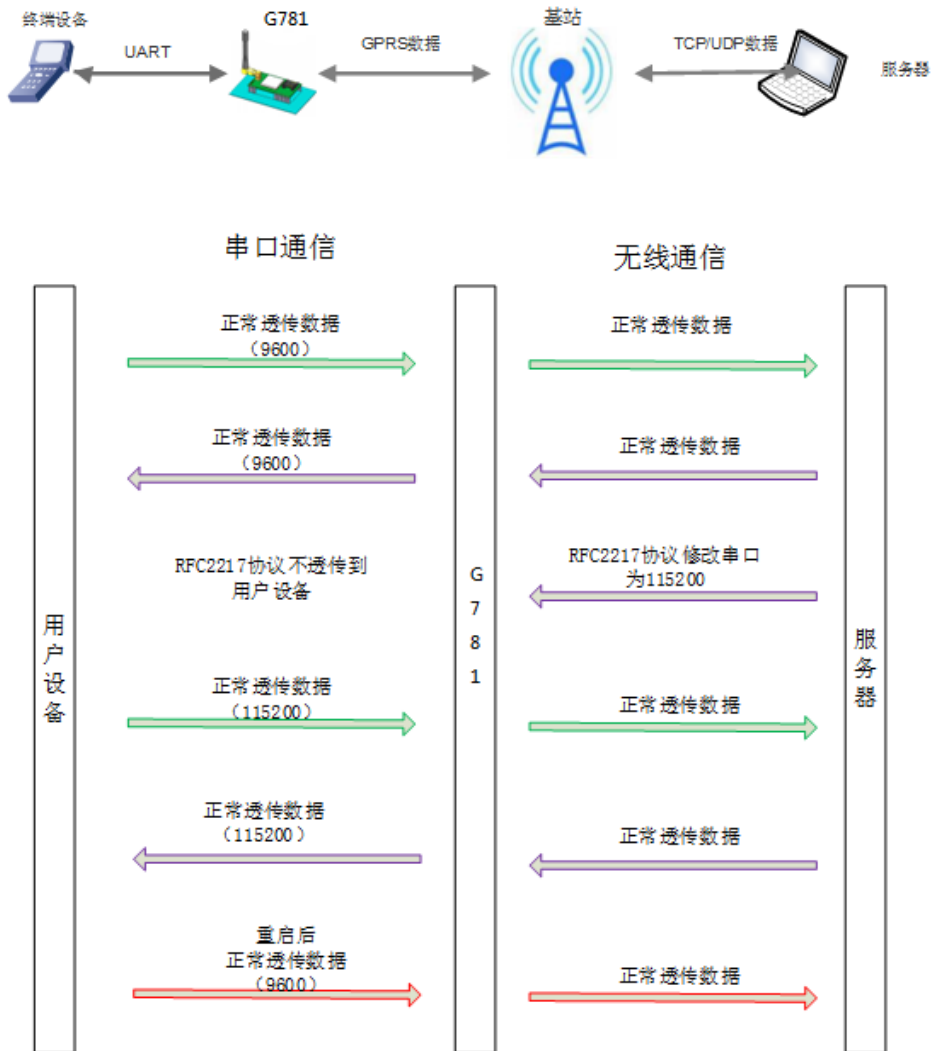 终端设备
G781
基站
UART
GPRS数据
TCP/UDP数据
服务器
串口通信
无线通信
正常透传数据
（9600）
正常透传数据
正常透传数据
（9600）
正常透传数据
RFC2217协议不透传到
用户设备
RFC2217协议修改串口
为115200
G
7
8
1
用
户
设
备
服
务
器
正常透传数据
（115200）
正常透传数据
正常透传数据
（115200）
正常透传数据
重启后
正常透传数据
（9600）
正常透传数据